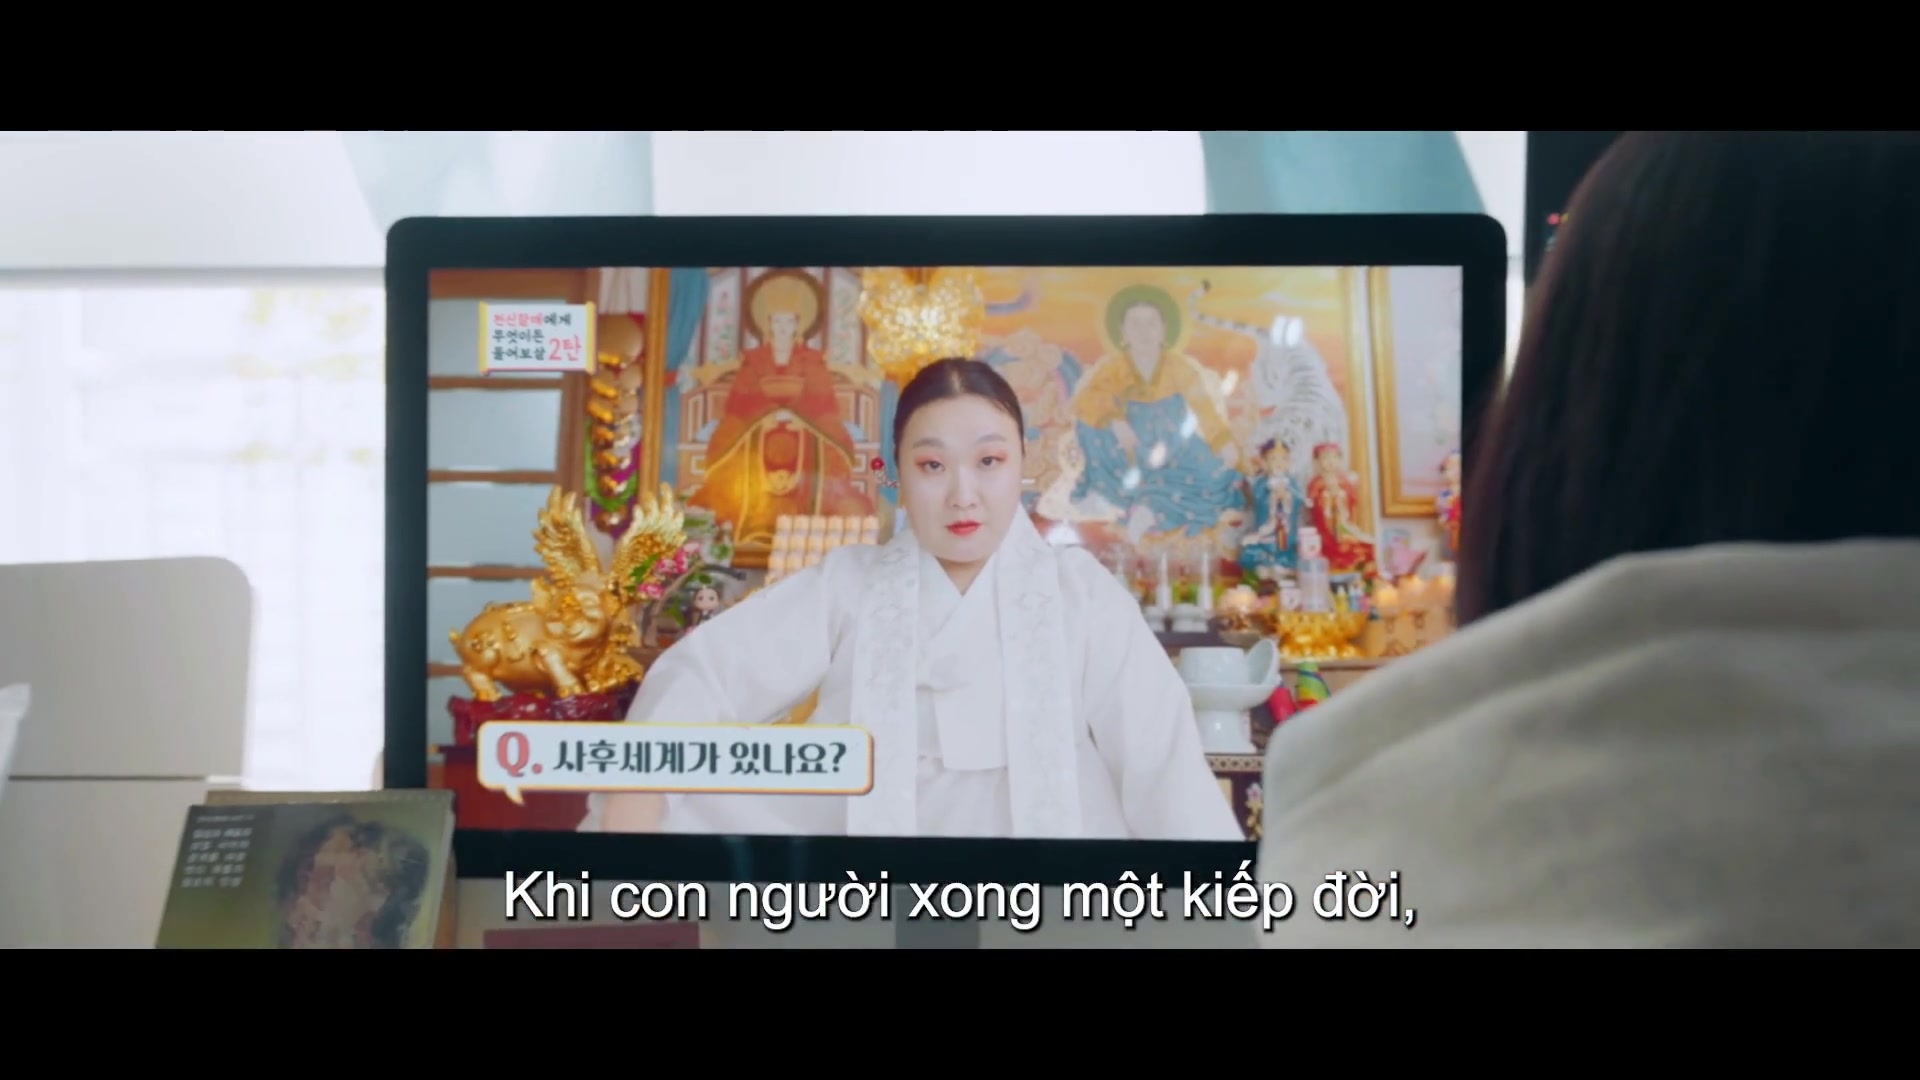 천신할매에게
무엇이든
물어보살 2탄
Q. 사후세계가 있나요?
Khi con người xong một kiếp đời,